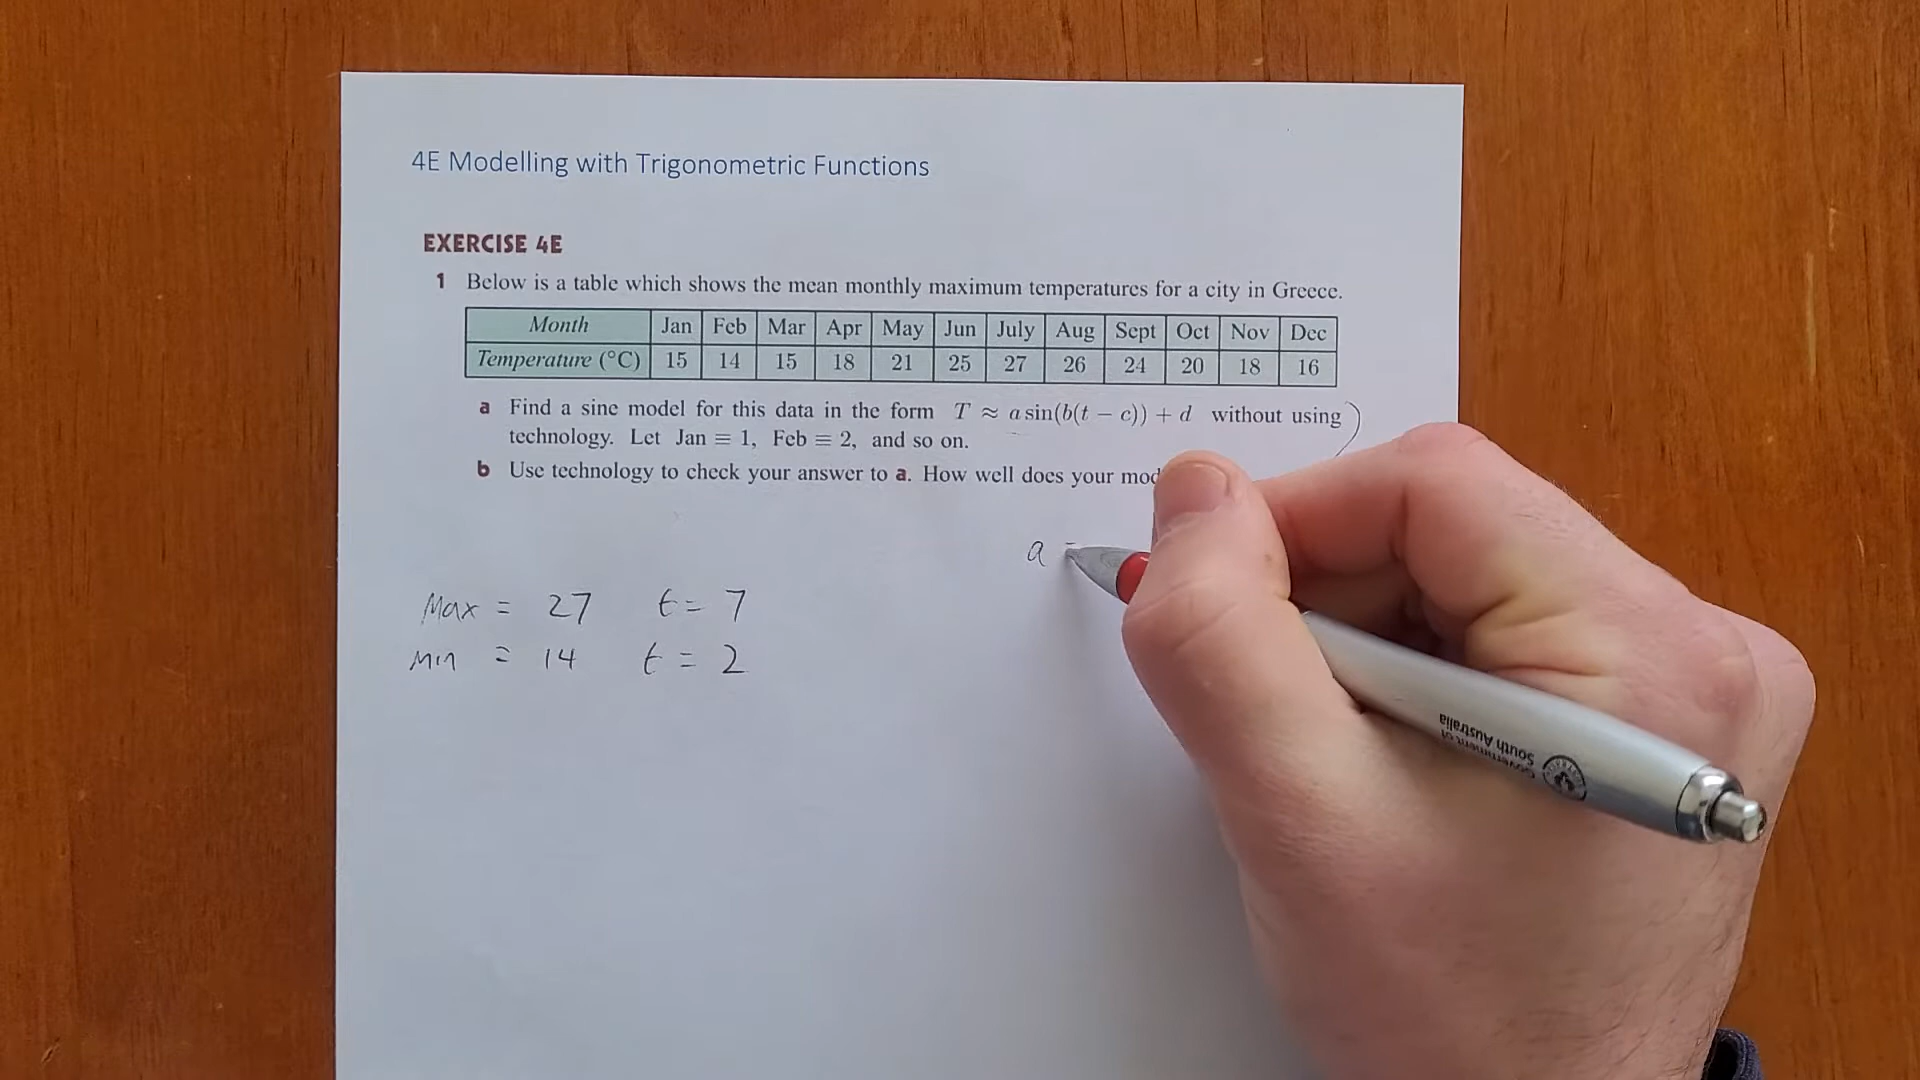 4E Modelling with Trigonometric Functions
EXERCISE 4E
1 Below is a table which shows the mean monthly maximum temperatures for a city in Greece.
Month Jan Feb Mar Apr May Jun July Aug Sept Oct Nov Dec
Temperature (°C) 15 14 15 18 21 25 27 26 24 20 18 16
a Find a sine model for this data in the form T ≈ a sin(b(t − c)) + d without using
technology. Let Jan ≡ 1, Feb ≡ 2, and so on.
b Use technology to check your answer to a. How well does your mod
a =
Max = 27 t = 7
Min = 14 t = 2
Government of
South Australia